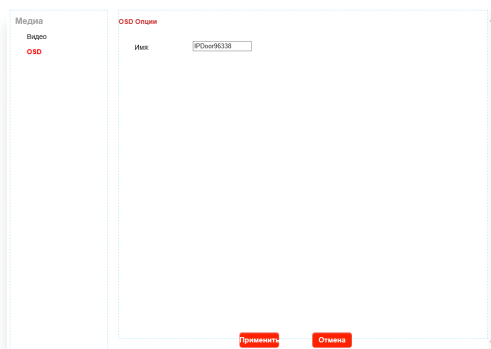 Медиа
Видео
OSD
OSD Опции
Имя: IPDoor96338
Применить Отмена